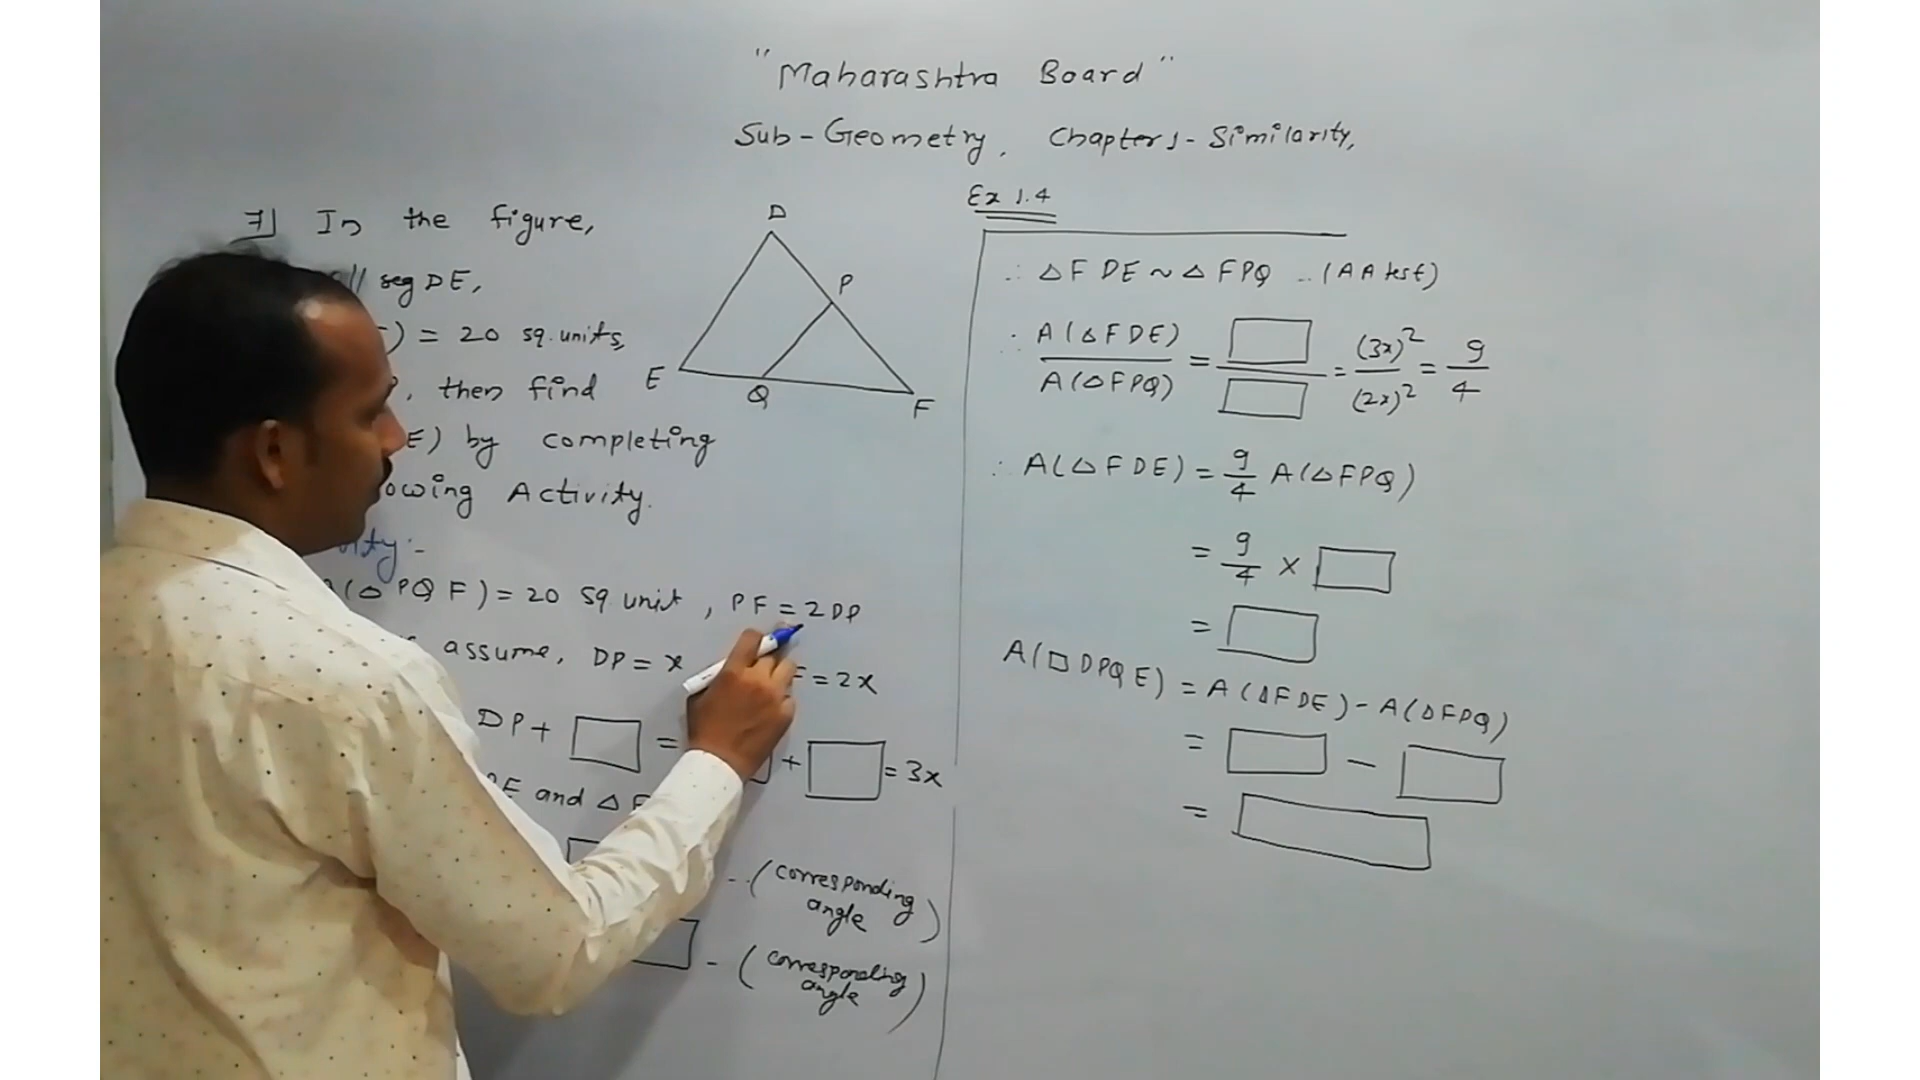 "Maharashtra Board"
Sub-Geometry, Chapter 1 - Similarity,
Ex 1.4
7] In the figure,
|| seg DE,
) = 20 sq. units,
, then find
E) by completing
owing Activity.
vity:-
A(△PQF) = 20 sq. unit, PF = 2DP
assume, DP = x = 2x
DP + □ = □ + □ = 3x
DE and △F
□ -- (corresponding angle)
□ - (corresponding angle)
D
P
E
Q
F
∴ △FDE ~ △FPQ -- (AA test)
∴ A(△FDE) / A(△FPQ) = □ / □ = (3x)² / (2x)² = 9/4
∴ A(△FDE) = 9/4 A(△FPQ)
= 9/4 × □
= □
A(□DPQE) = A(△FDE) - A(△FPQ)
= □ - □
= □